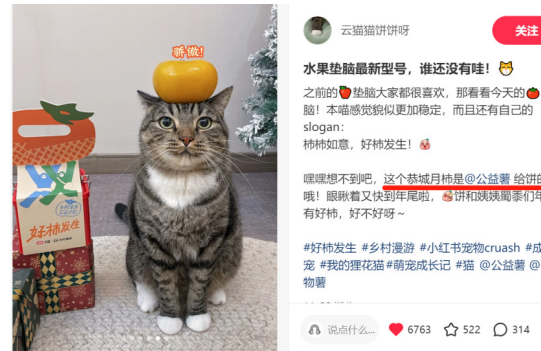 骄傲!
好柿发生
云猫猫饼饼呀
关注
水果垫脑最新型号，谁还没有哇！
之前的🍎垫脑大家都很喜欢，那看看今天的
脑！本喵感觉貌似更加稳定，而且还有自己的
slogan：
柿柿如意，好柿发生！
嘿嘿想不到吧，这个恭城月柿是@公益薯 给饼的
哦！眼瞅着又快到年尾啦，饼和姨姨蜀黍们年
有好柿，好不好呀~
#好柿发生 #乡村漫游 #小红书宠物cruash #成
宠 #我的狸花猫 #萌宠成长记 #猫 @公益薯 @
物薯
说点什么...
6763
522
314